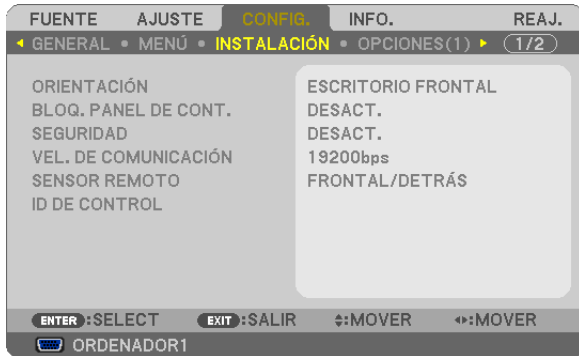 FUENTE AJUSTE CONFIG. INFO. REAJ.
GENERAL • MENÚ • INSTALACIÓN • OPCIONES(1) 1/2
ORIENTACIÓN ESCRITORIO FRONTAL
BLOQ. PANEL DE CONT. DESACT.
SEGURIDAD DESACT.
VEL. DE COMUNICACIÓN 19200bps
SENSOR REMOTO FRONTAL/DETRÁS
ID DE CONTROL
ENTER :SELECT EXIT :SALIR :MOVER :MOVER
ORDENADOR1